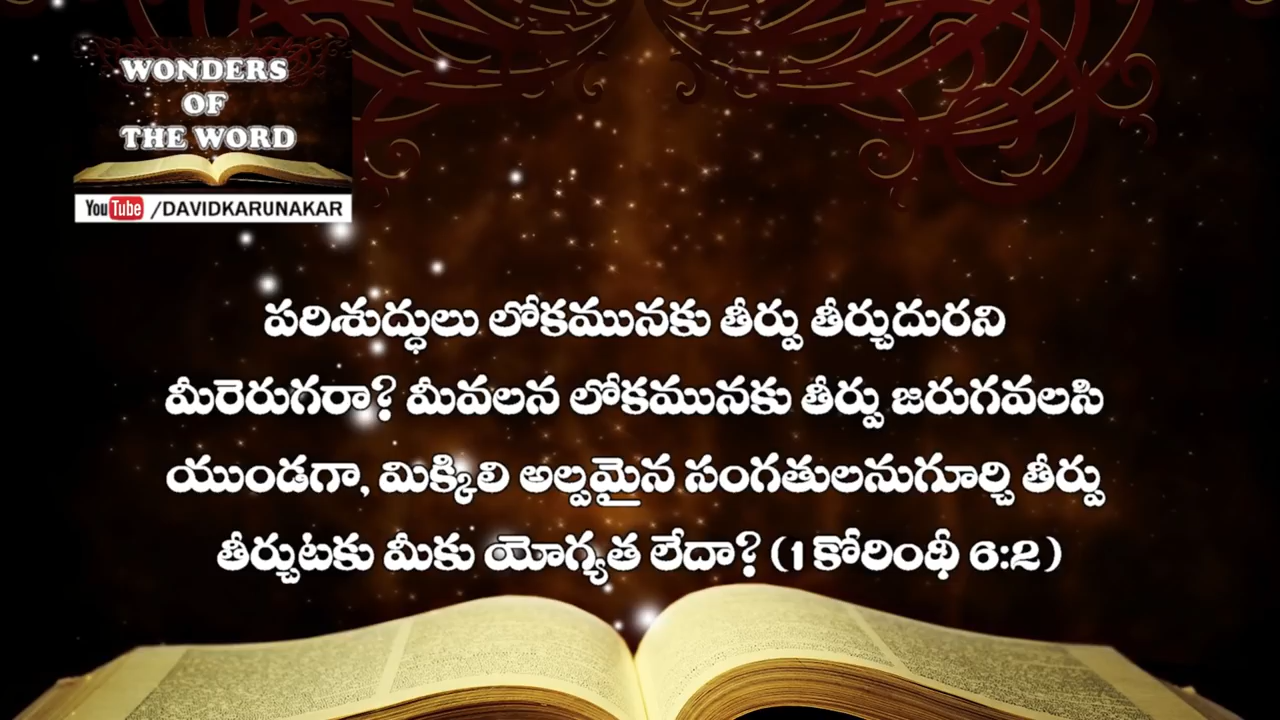 WONDERS
OF
THE WORD
YouTube /DAVIDKARUNAKAR
పరిశుద్ధులు లోకమునకు తీర్పు తీర్చుదురని
మీరెరుగరా? మీవలన లోకమునకు తీర్పు జరుగవలసి
యుండగా, మిక్కిలి అల్పమైన సంగతులనుగూర్చి తీర్పు
తీర్చుటకు మీకు యోగ్యత లేదా? (1 కోరింథీ 6:2)